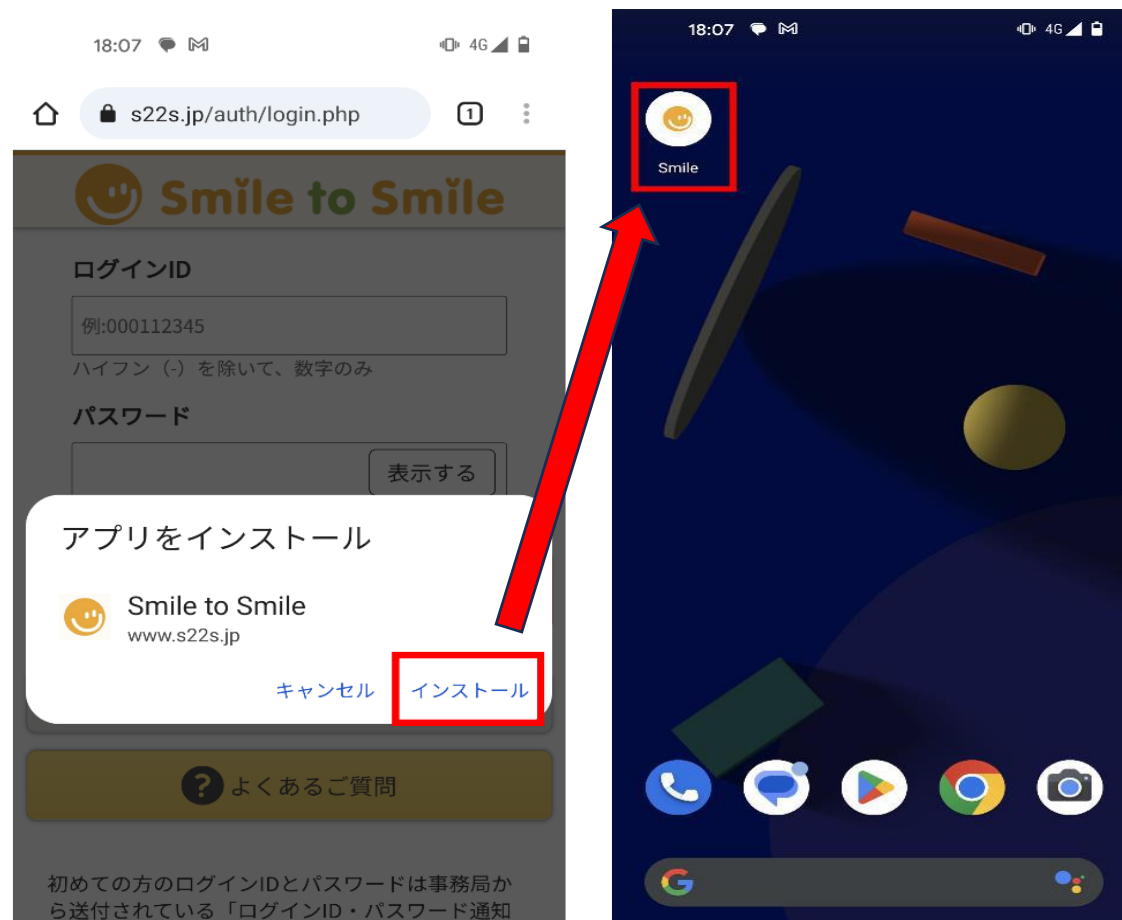 18:07
4G
s22s.jp/auth/login.php
1
Smile to Smile
ログインID
例:000112345
ハイフン（-）を除いて、数字のみ
パスワード
表示する
アプリをインストール
Smile to Smile
www.s22s.jp
キャンセル
インストール
?よくあるご質問
初めての方のログインIDとパスワードは事務局か
ら送付されている「ログインID・パスワード通知
18:07
4G
Smile
G